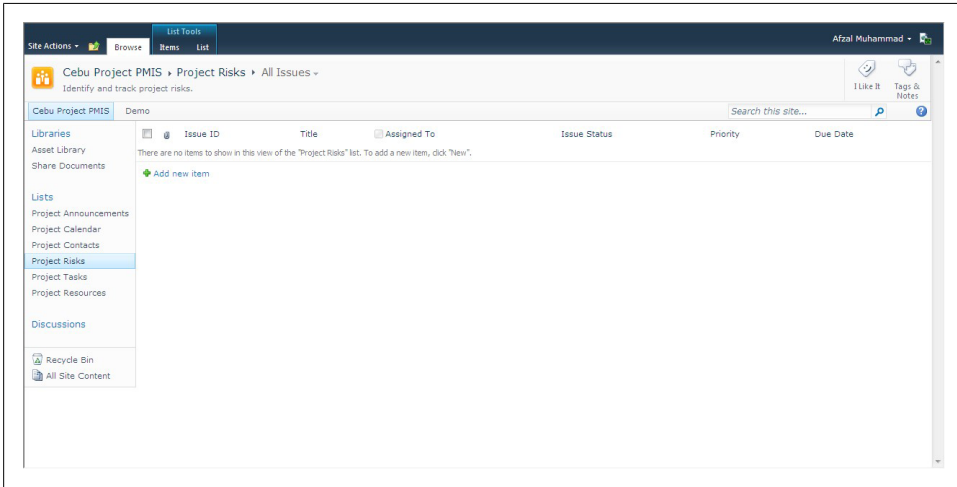 List Tools
Site Actions Browse Items List Afzal Muhammad
Cebu Project PMIS Project Risks All Issues
Identify and track project risks.
I Like It Tags & Notes
Cebu Project PMIS Demo Search this site...
Libraries
Asset Library
Share Documents
Lists
Project Announcements
Project Calendar
Project Contacts
Project Risks
Project Tasks
Project Resources
Discussions
Recycle Bin
All Site Content
Issue ID Title Assigned To Issue Status Priority Due Date
There are no items to show in this view of the "Project Risks" list. To add a new item, click "New".
Add new item